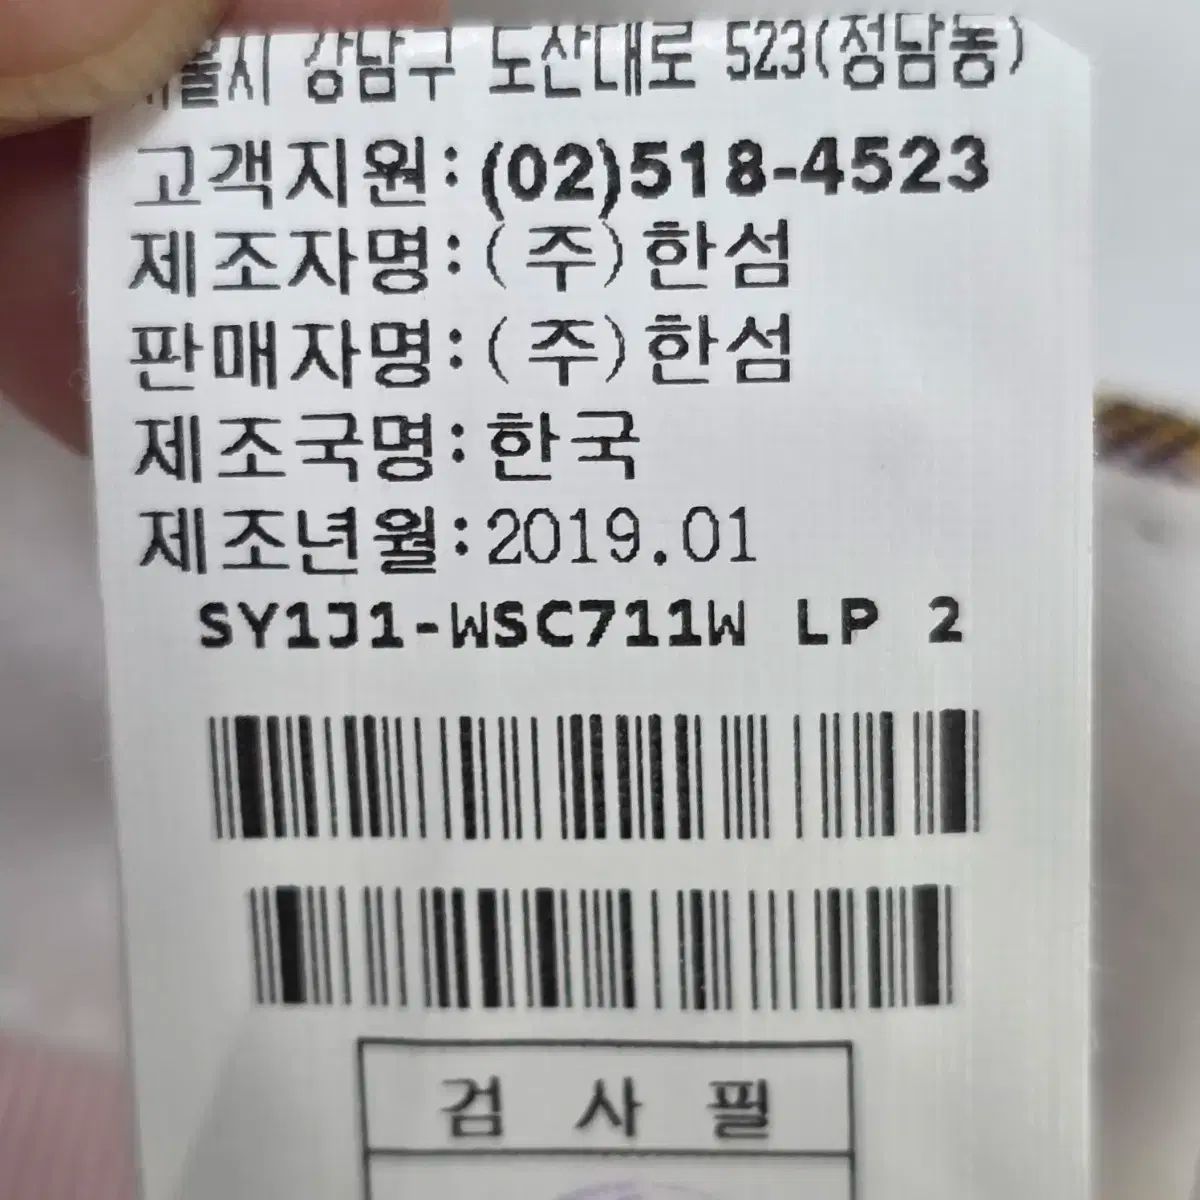 서울시 강남구 도산대로 523(청담동)
고객지원:(02)518-4523
제조자명:(주)한섬
판매자명:(주)한섬
제조국명:한국
제조년월:2019.01
SY1J1-WSC711W LP 2
검 사 필